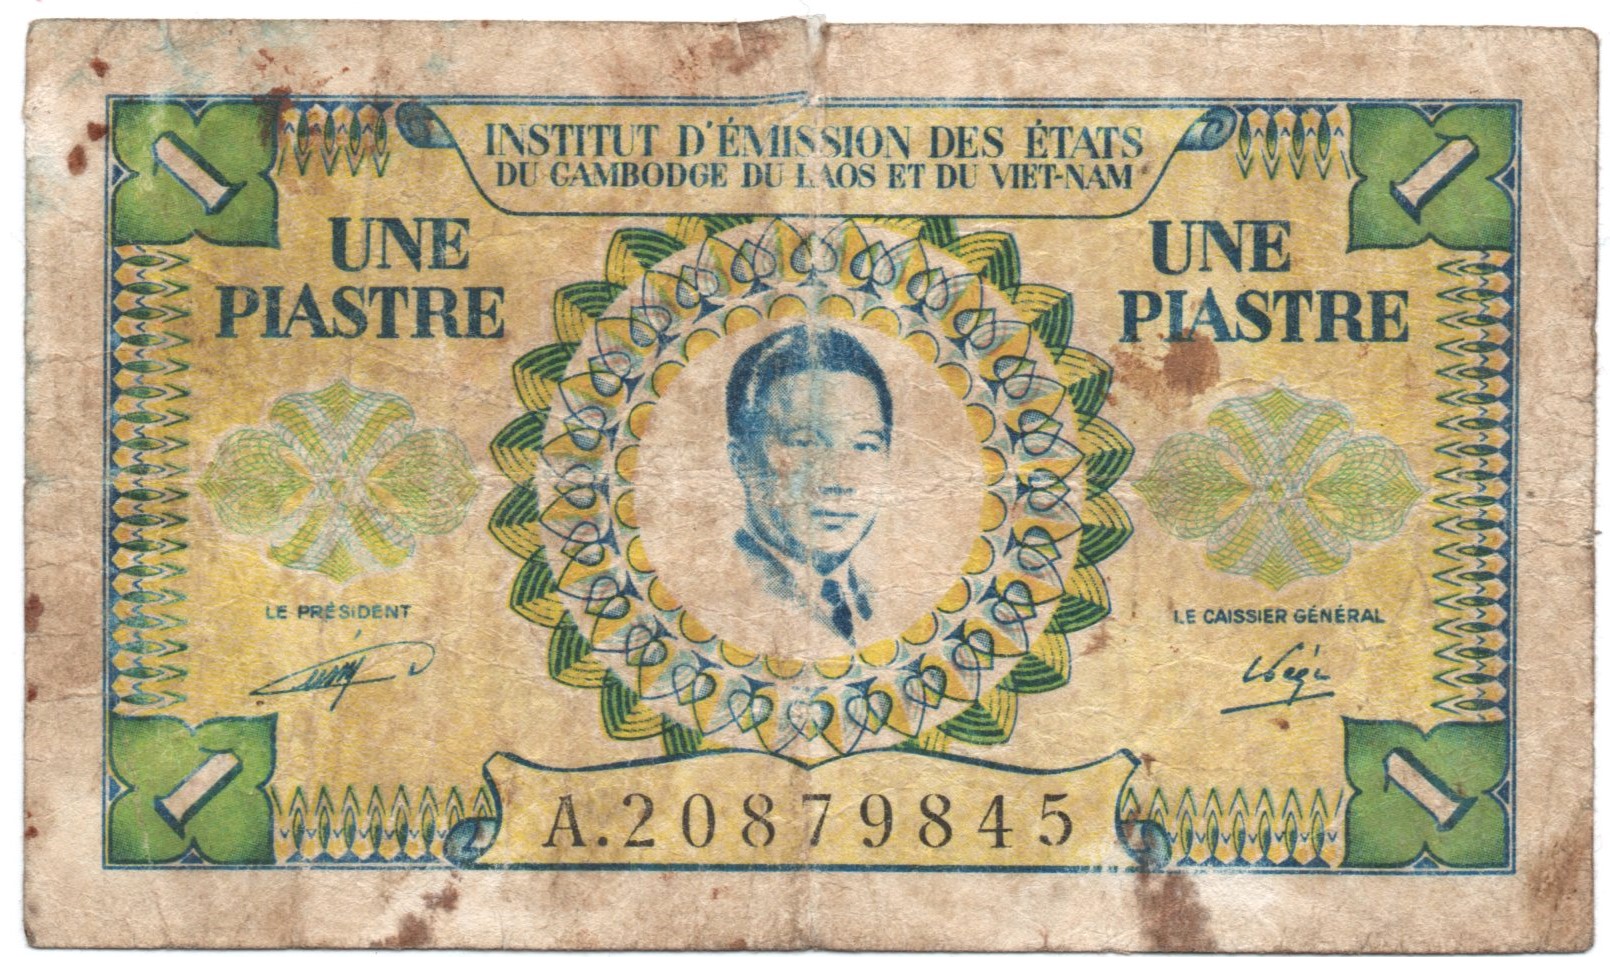 1 1
INSTITUT D'ÉMISSION DES ÉTATS
DU CAMBODGE DU LAOS ET DU VIET-NAM
UNE PIASTRE
UNE PIASTRE
LE PRÉSIDENT
LE CAISSIER GÉNÉRAL
1 1
A.20879845